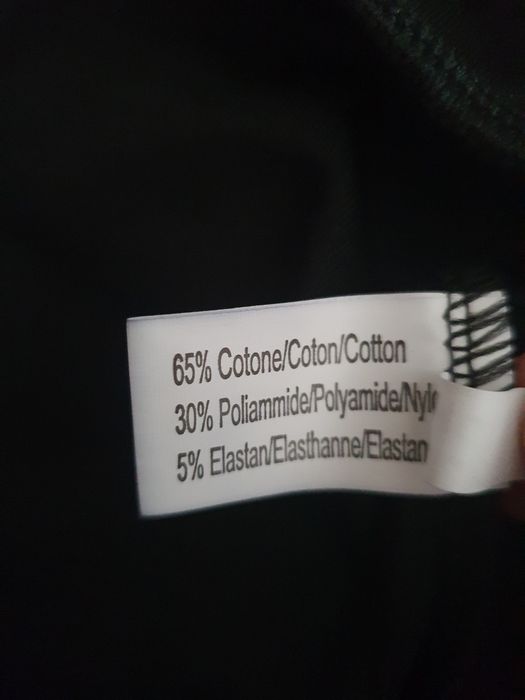 65% Cotone/Coton/Cotton
30% Poliammide/Polyamide/Nyl
5% Elastan/Elasthanne/Elastan